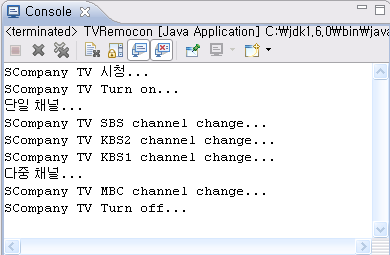 Console
<terminated> TVRemocon [Java Application] C:\jdk1,6,0\bin\java
SCompany TV 시청...
SCompany TV Turn on...
단일 채널...
SCompany TV SBS channel change...
SCompany TV KBS2 channel change...
SCompany TV KBS1 channel change...
다중 채널...
SCompany TV MBC channel change...
SCompany TV Turn off...